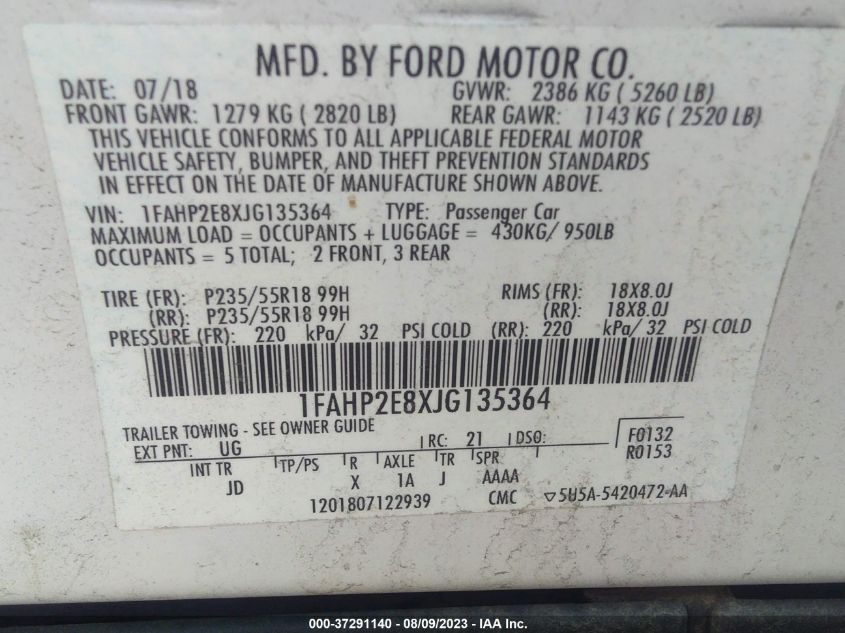 MFD. BY FORD MOTOR CO.
DATE: 07/18 GVWR: 2386 KG ( 5260 LB)
FRONT GAWR: 1279 KG ( 2820 LB) REAR GAWR: 1143 KG ( 2520 LB)
THIS VEHICLE CONFORMS TO ALL APPLICABLE FEDERAL MOTOR
VEHICLE SAFETY, BUMPER, AND THEFT PREVENTION STANDARDS
IN EFFECT ON THE DATE OF MANUFACTURE SHOWN ABOVE.
VIN: 1FAHP2E8XJG135364 TYPE: Passenger Car
MAXIMUM LOAD = OCCUPANTS + LUGGAGE = 430KG/ 950LB
OCCUPANTS = 5 TOTAL; 2 FRONT, 3 REAR
TIRE (FR): P235/55R18 99H RIMS (FR): 18X8.0J
(RR): P235/55R18 99H (RR): 18X8.0J
PRESSURE (FR): 220 kPa/ 32 PSI COLD (RR): 220 kPa/ 32 PSI COLD
1FAHP2E8XJG135364
TRAILER TOWING - SEE OWNER GUIDE
EXT PNT: UG RC: 21 DSO: F0132
R0153
INT TR TP/PS R AXLE TR SPR
JD X 1A J AAAA
1201807122939 CMC ▽5U5A-5420472-AA
000-37291140 - 08/09/2023 - IAA Inc.